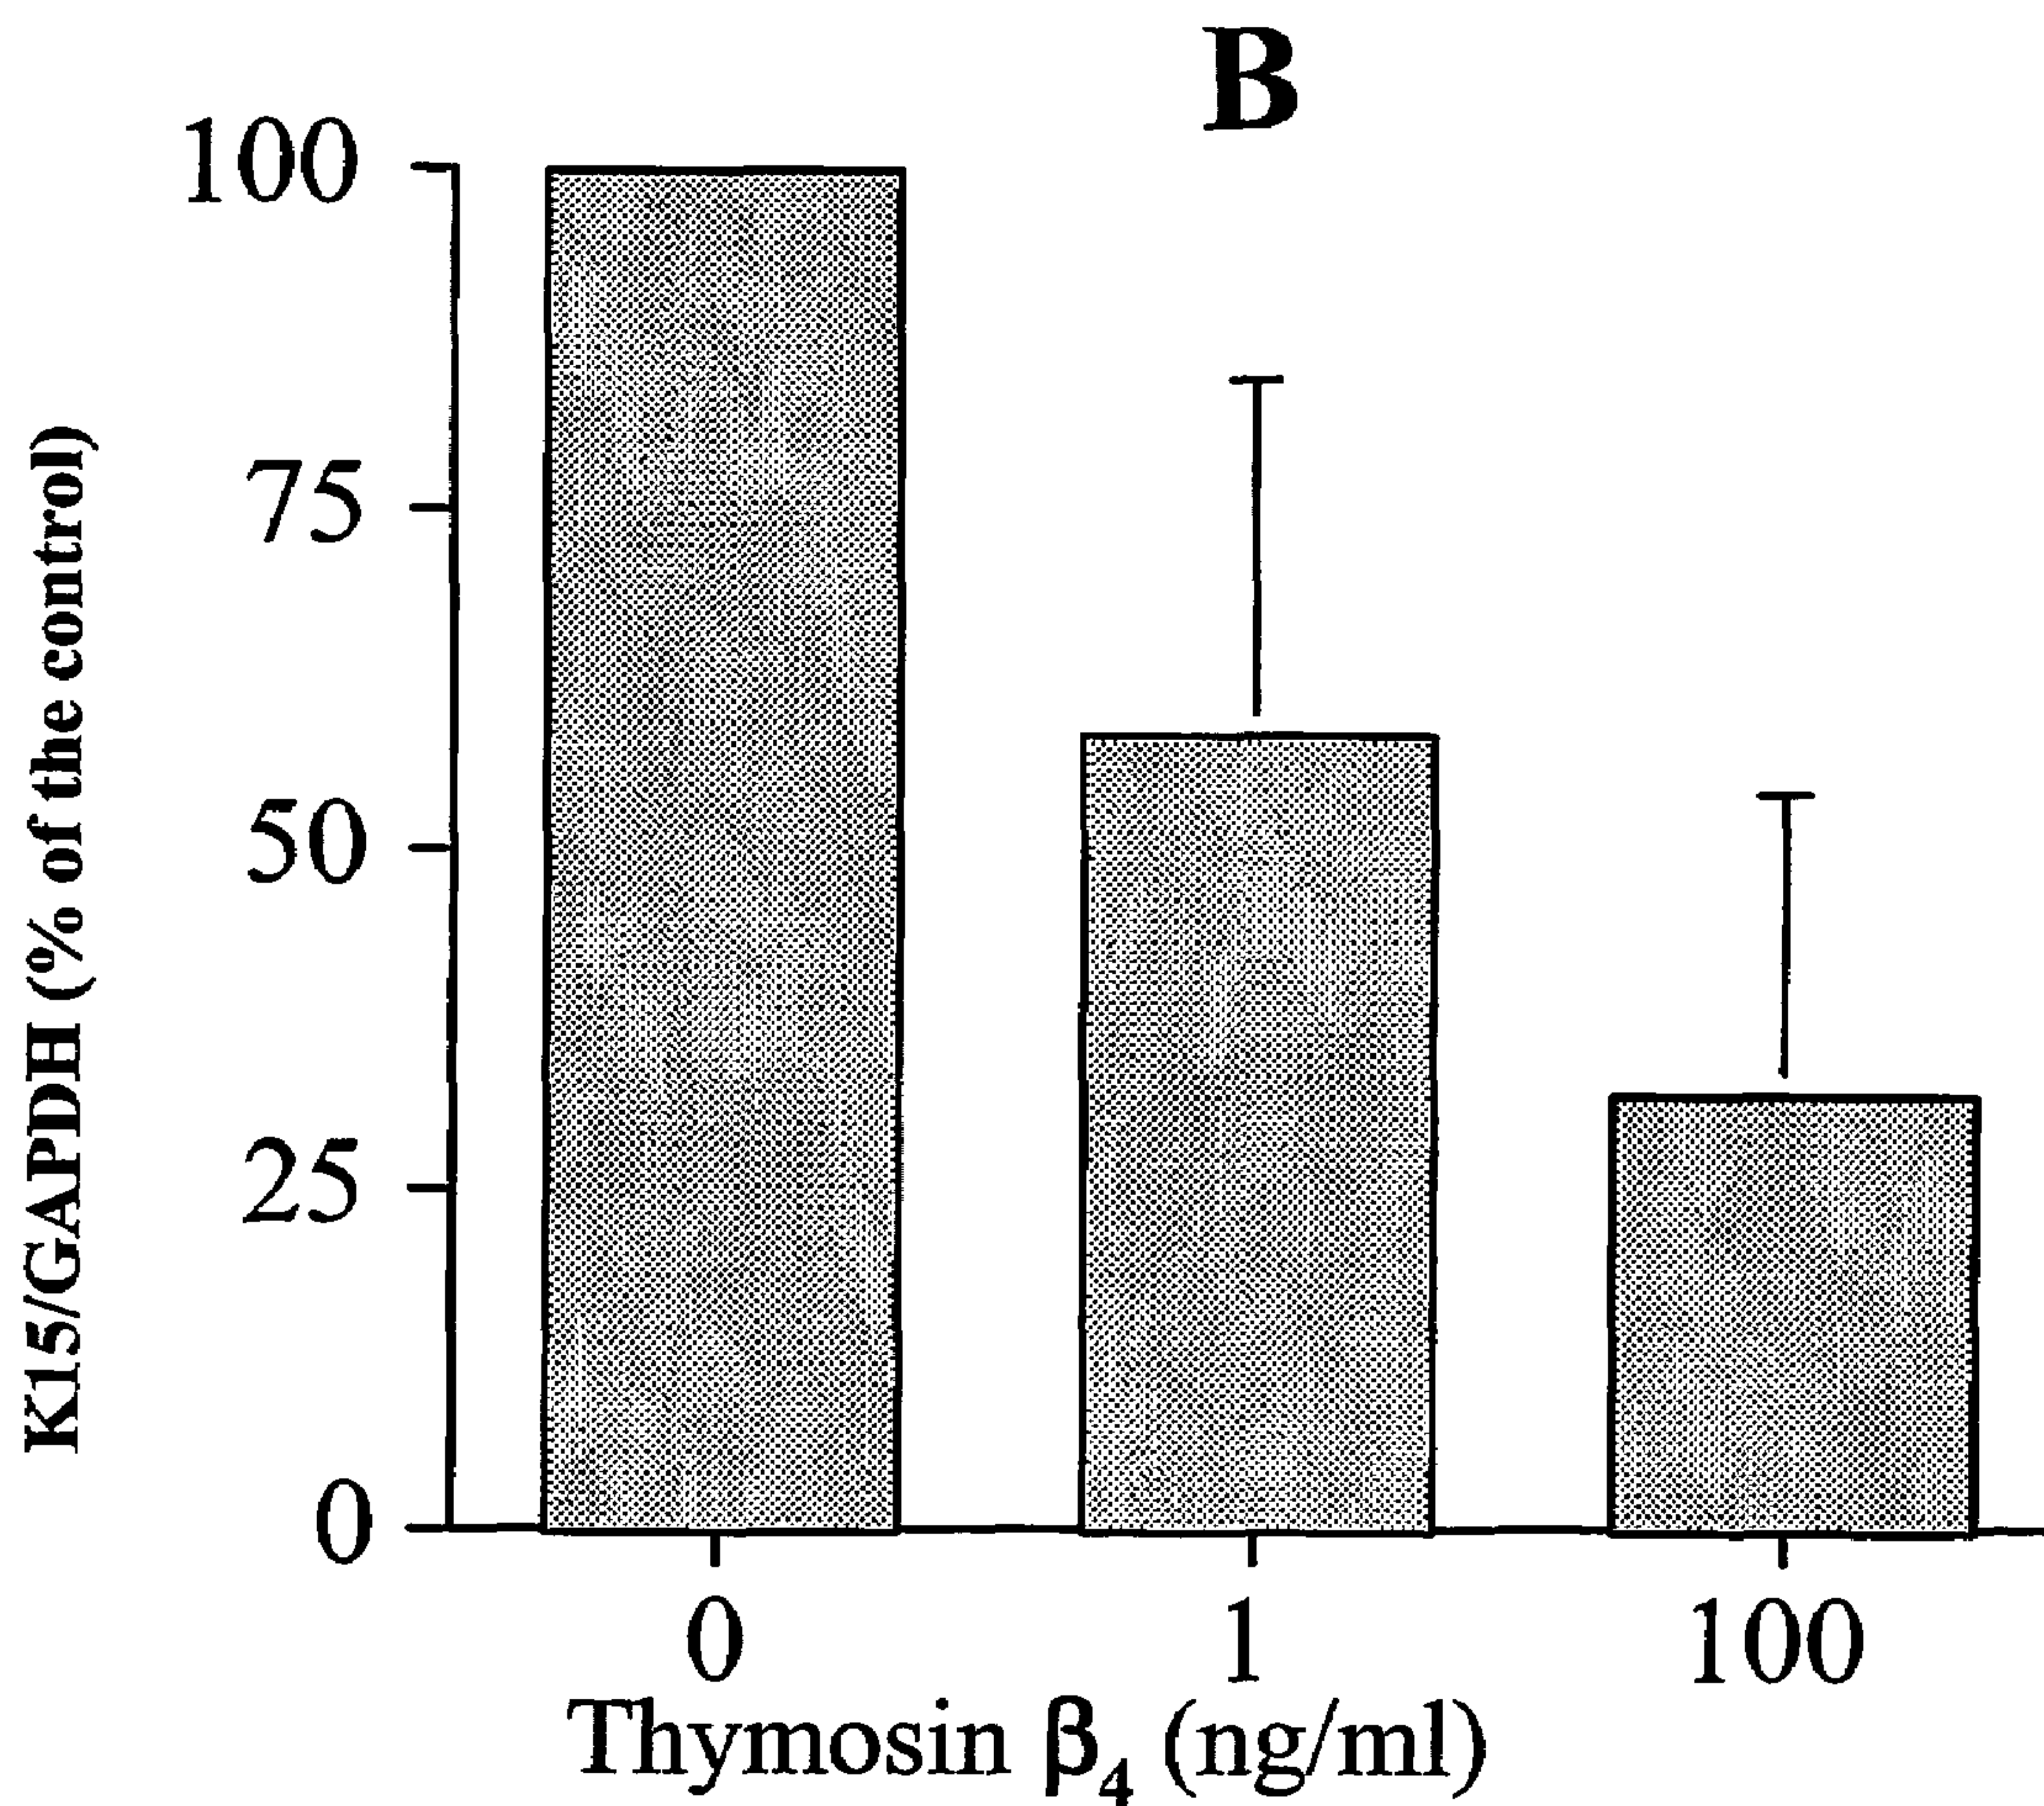 B
K15/GAPDH (% of the control)
100
75
50
25
0
0 1 100
Thymosin β₄ (ng/ml)